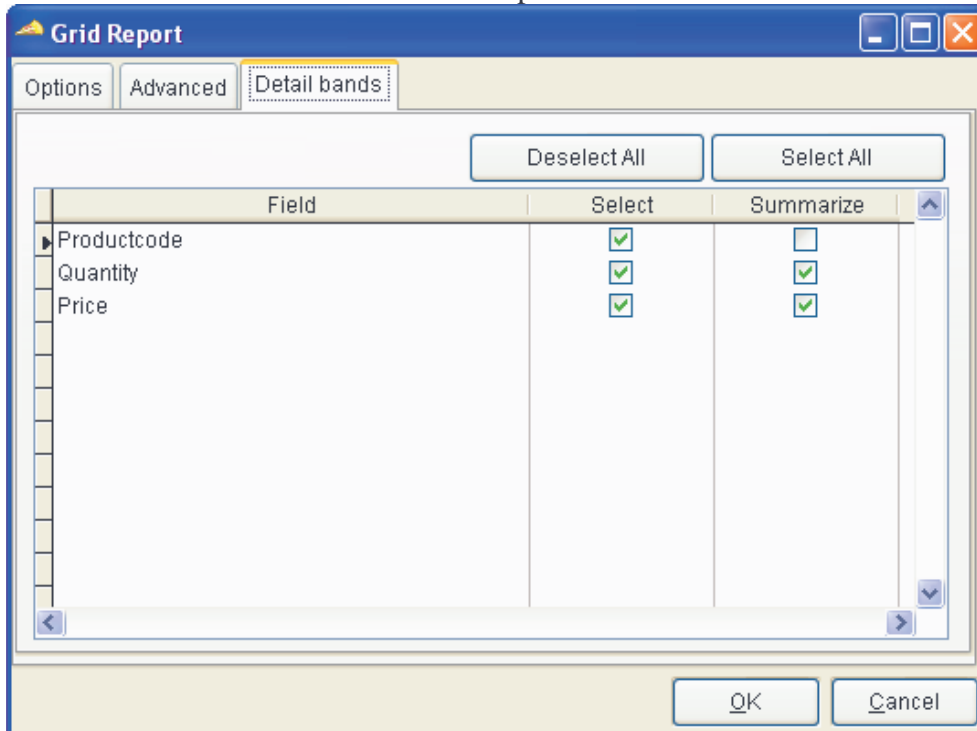 Grid Report
Options Advanced Detail bands
Deselect All Select All
Field Select Summarize
Productcode
Quantity
Price
OK Cancel